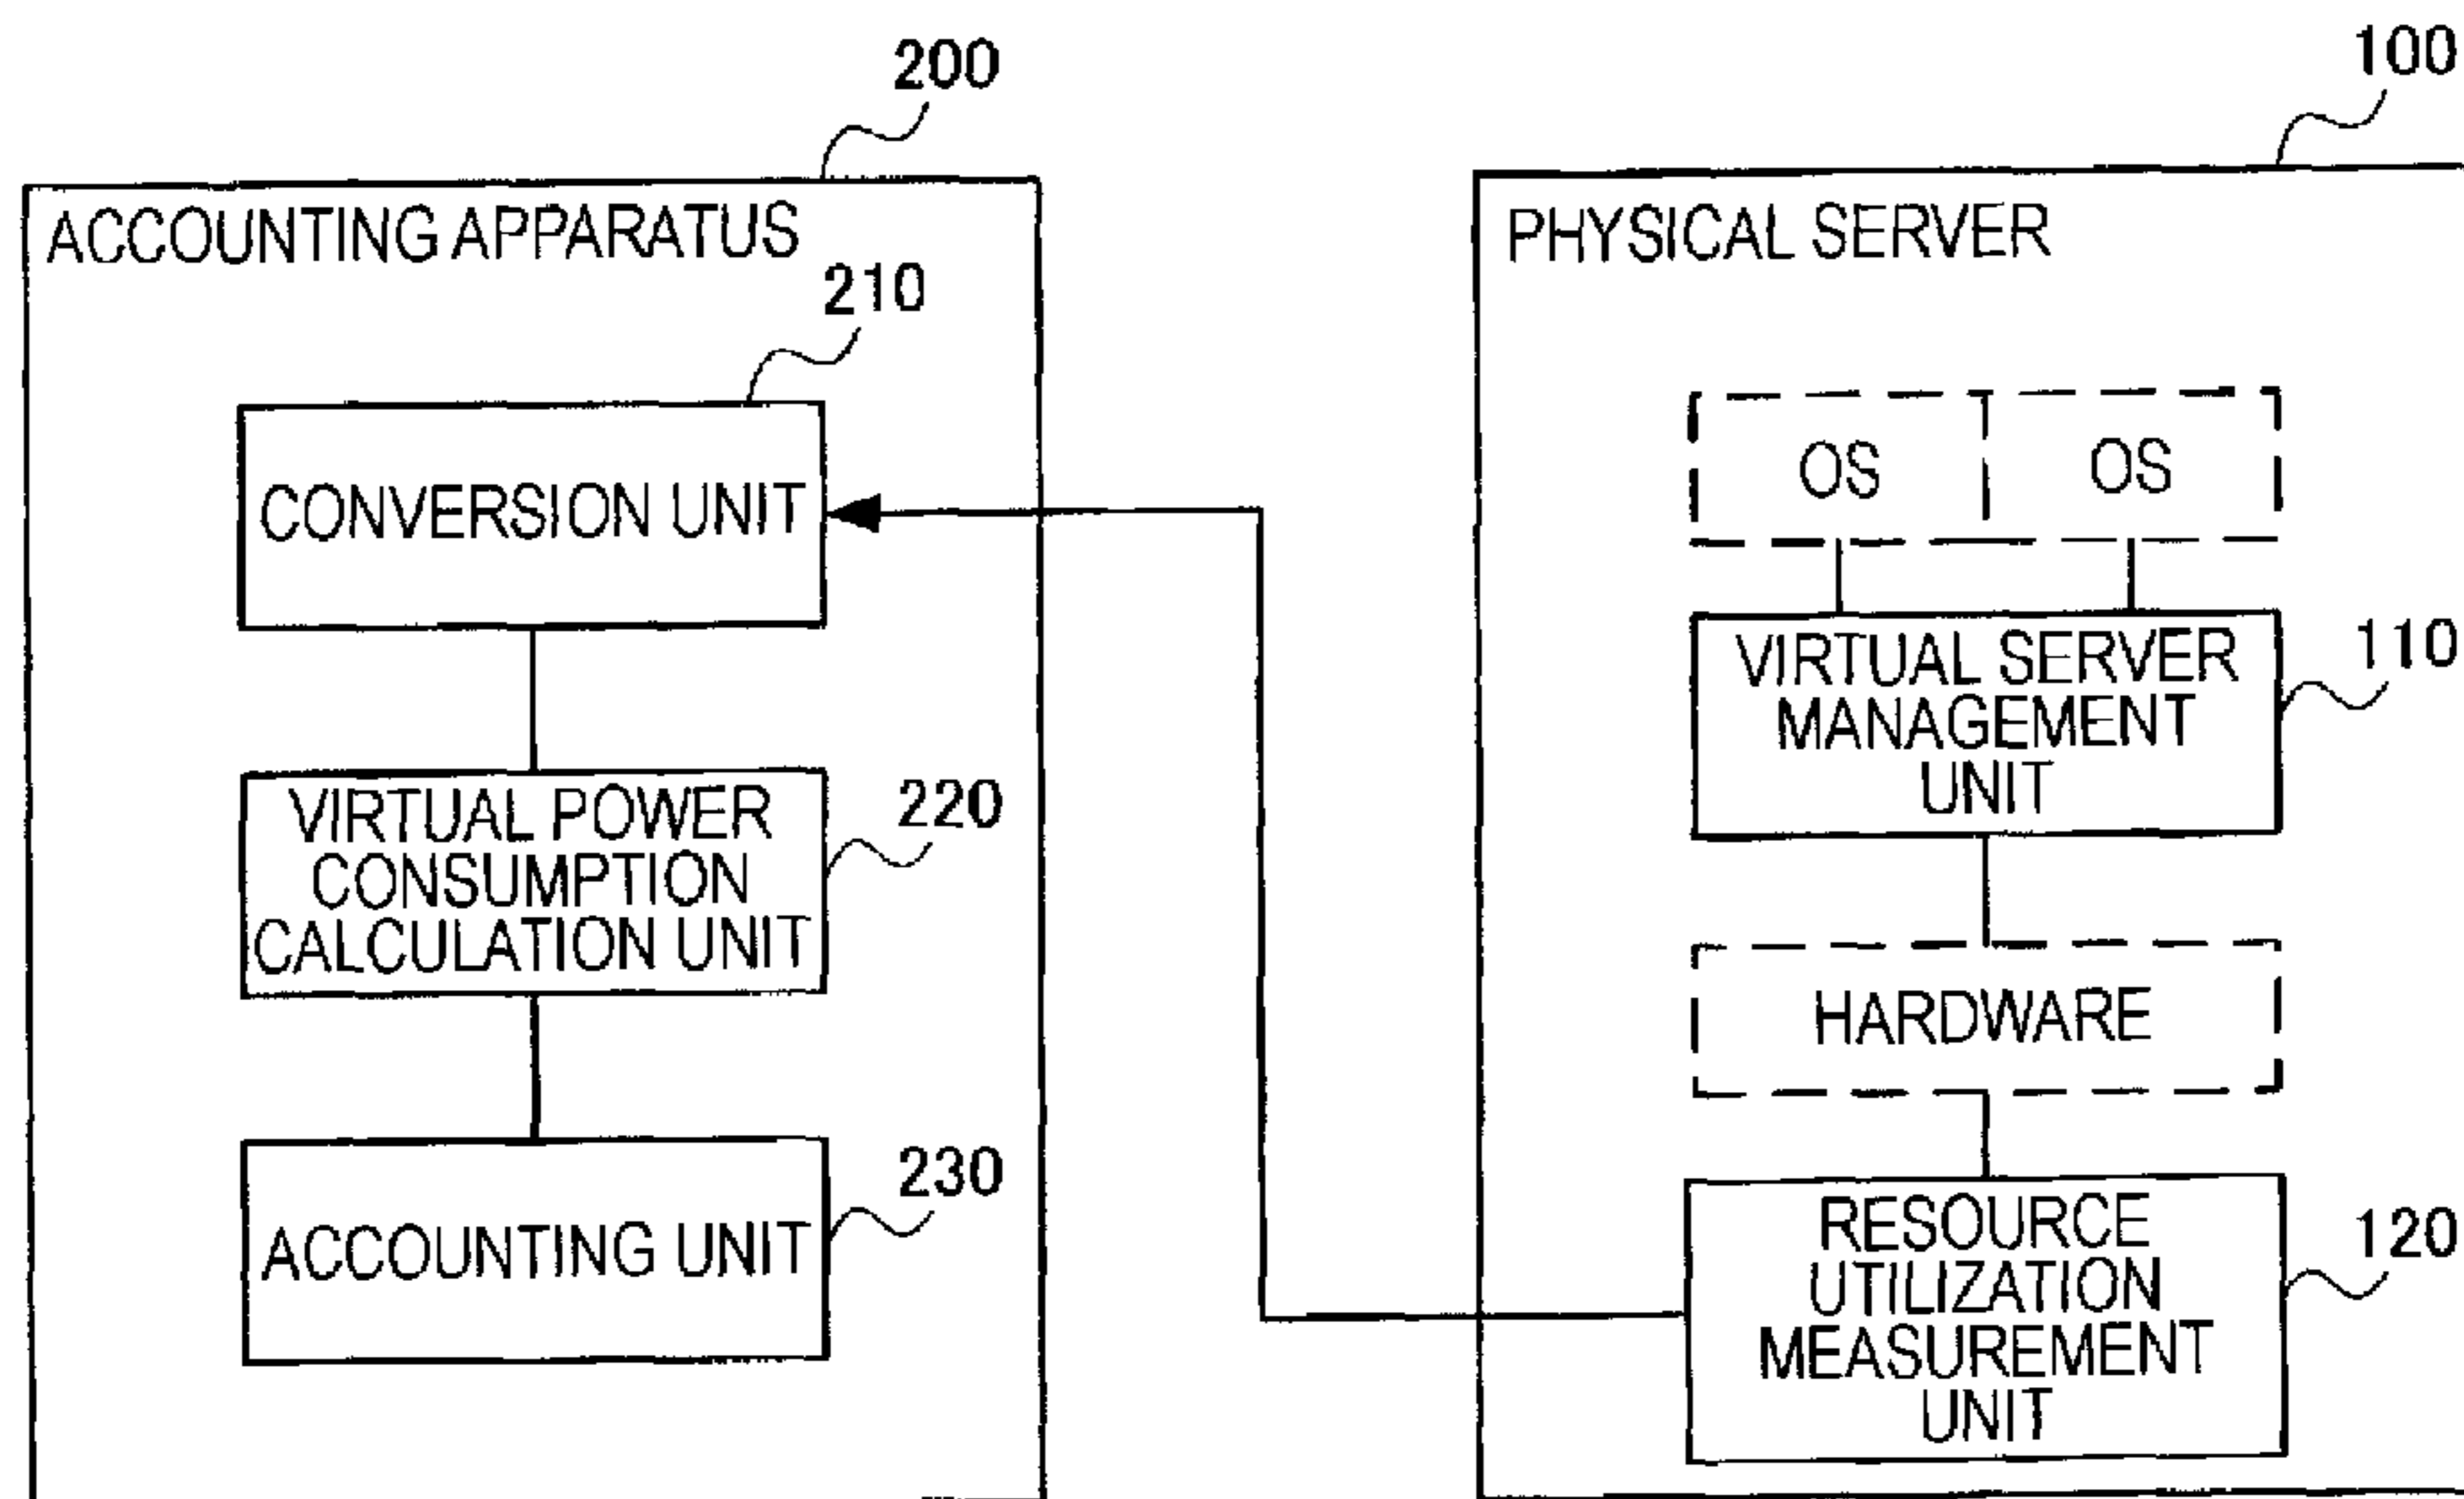 200
100
ACCOUNTING APPARATUS
210
CONVERSION UNIT
VIRTUAL POWER
CONSUMPTION
CALCULATION UNIT
220
ACCOUNTING UNIT
230
PHYSICAL SERVER
OS
OS
VIRTUAL SERVER
MANAGEMENT
UNIT
110
HARDWARE
RESOURCE
UTILIZATION
MEASUREMENT
UNIT
120